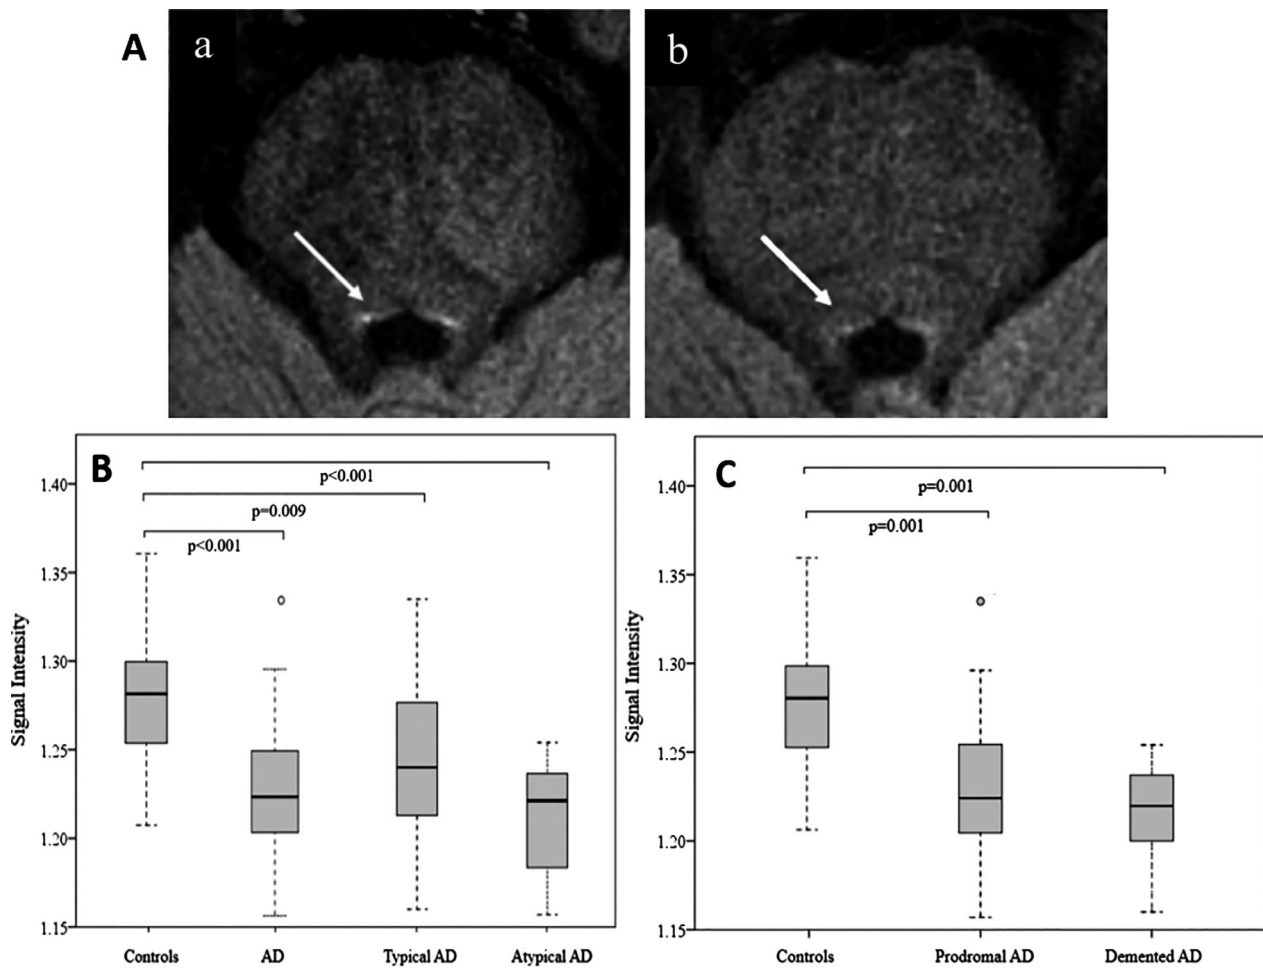 A
a
b
B
p<0.001
p=0.009
p<0.001
1.40
1.35
1.30
1.25
1.20
1.15
Signal Intensity
Controls
AD
Typical AD
Atypical AD
C
p=0.001
p=0.001
1.40
1.35
1.30
1.25
1.20
1.15
Signal Intensity
Controls
Prodromal AD
Demented AD